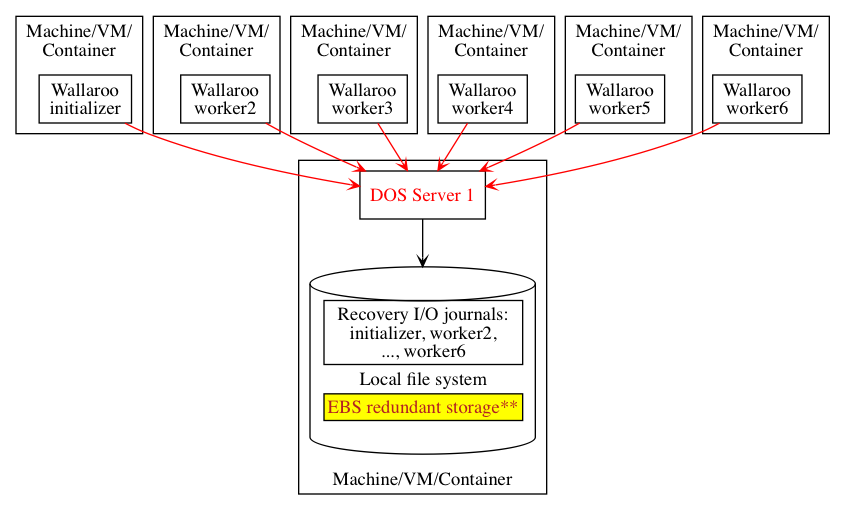 Machine/VM/
Container
Wallaroo
initializer
Machine/VM/
Container
Wallaroo
worker2
Machine/VM/
Container
Wallaroo
worker3
Machine/VM/
Container
Wallaroo
worker4
Machine/VM/
Container
Wallaroo
worker5
Machine/VM/
Container
Wallaroo
worker6
DOS Server 1
Recovery I/O journals:
initializer, worker2,
..., worker6
Local file system
EBS redundant storage**
Machine/VM/Container